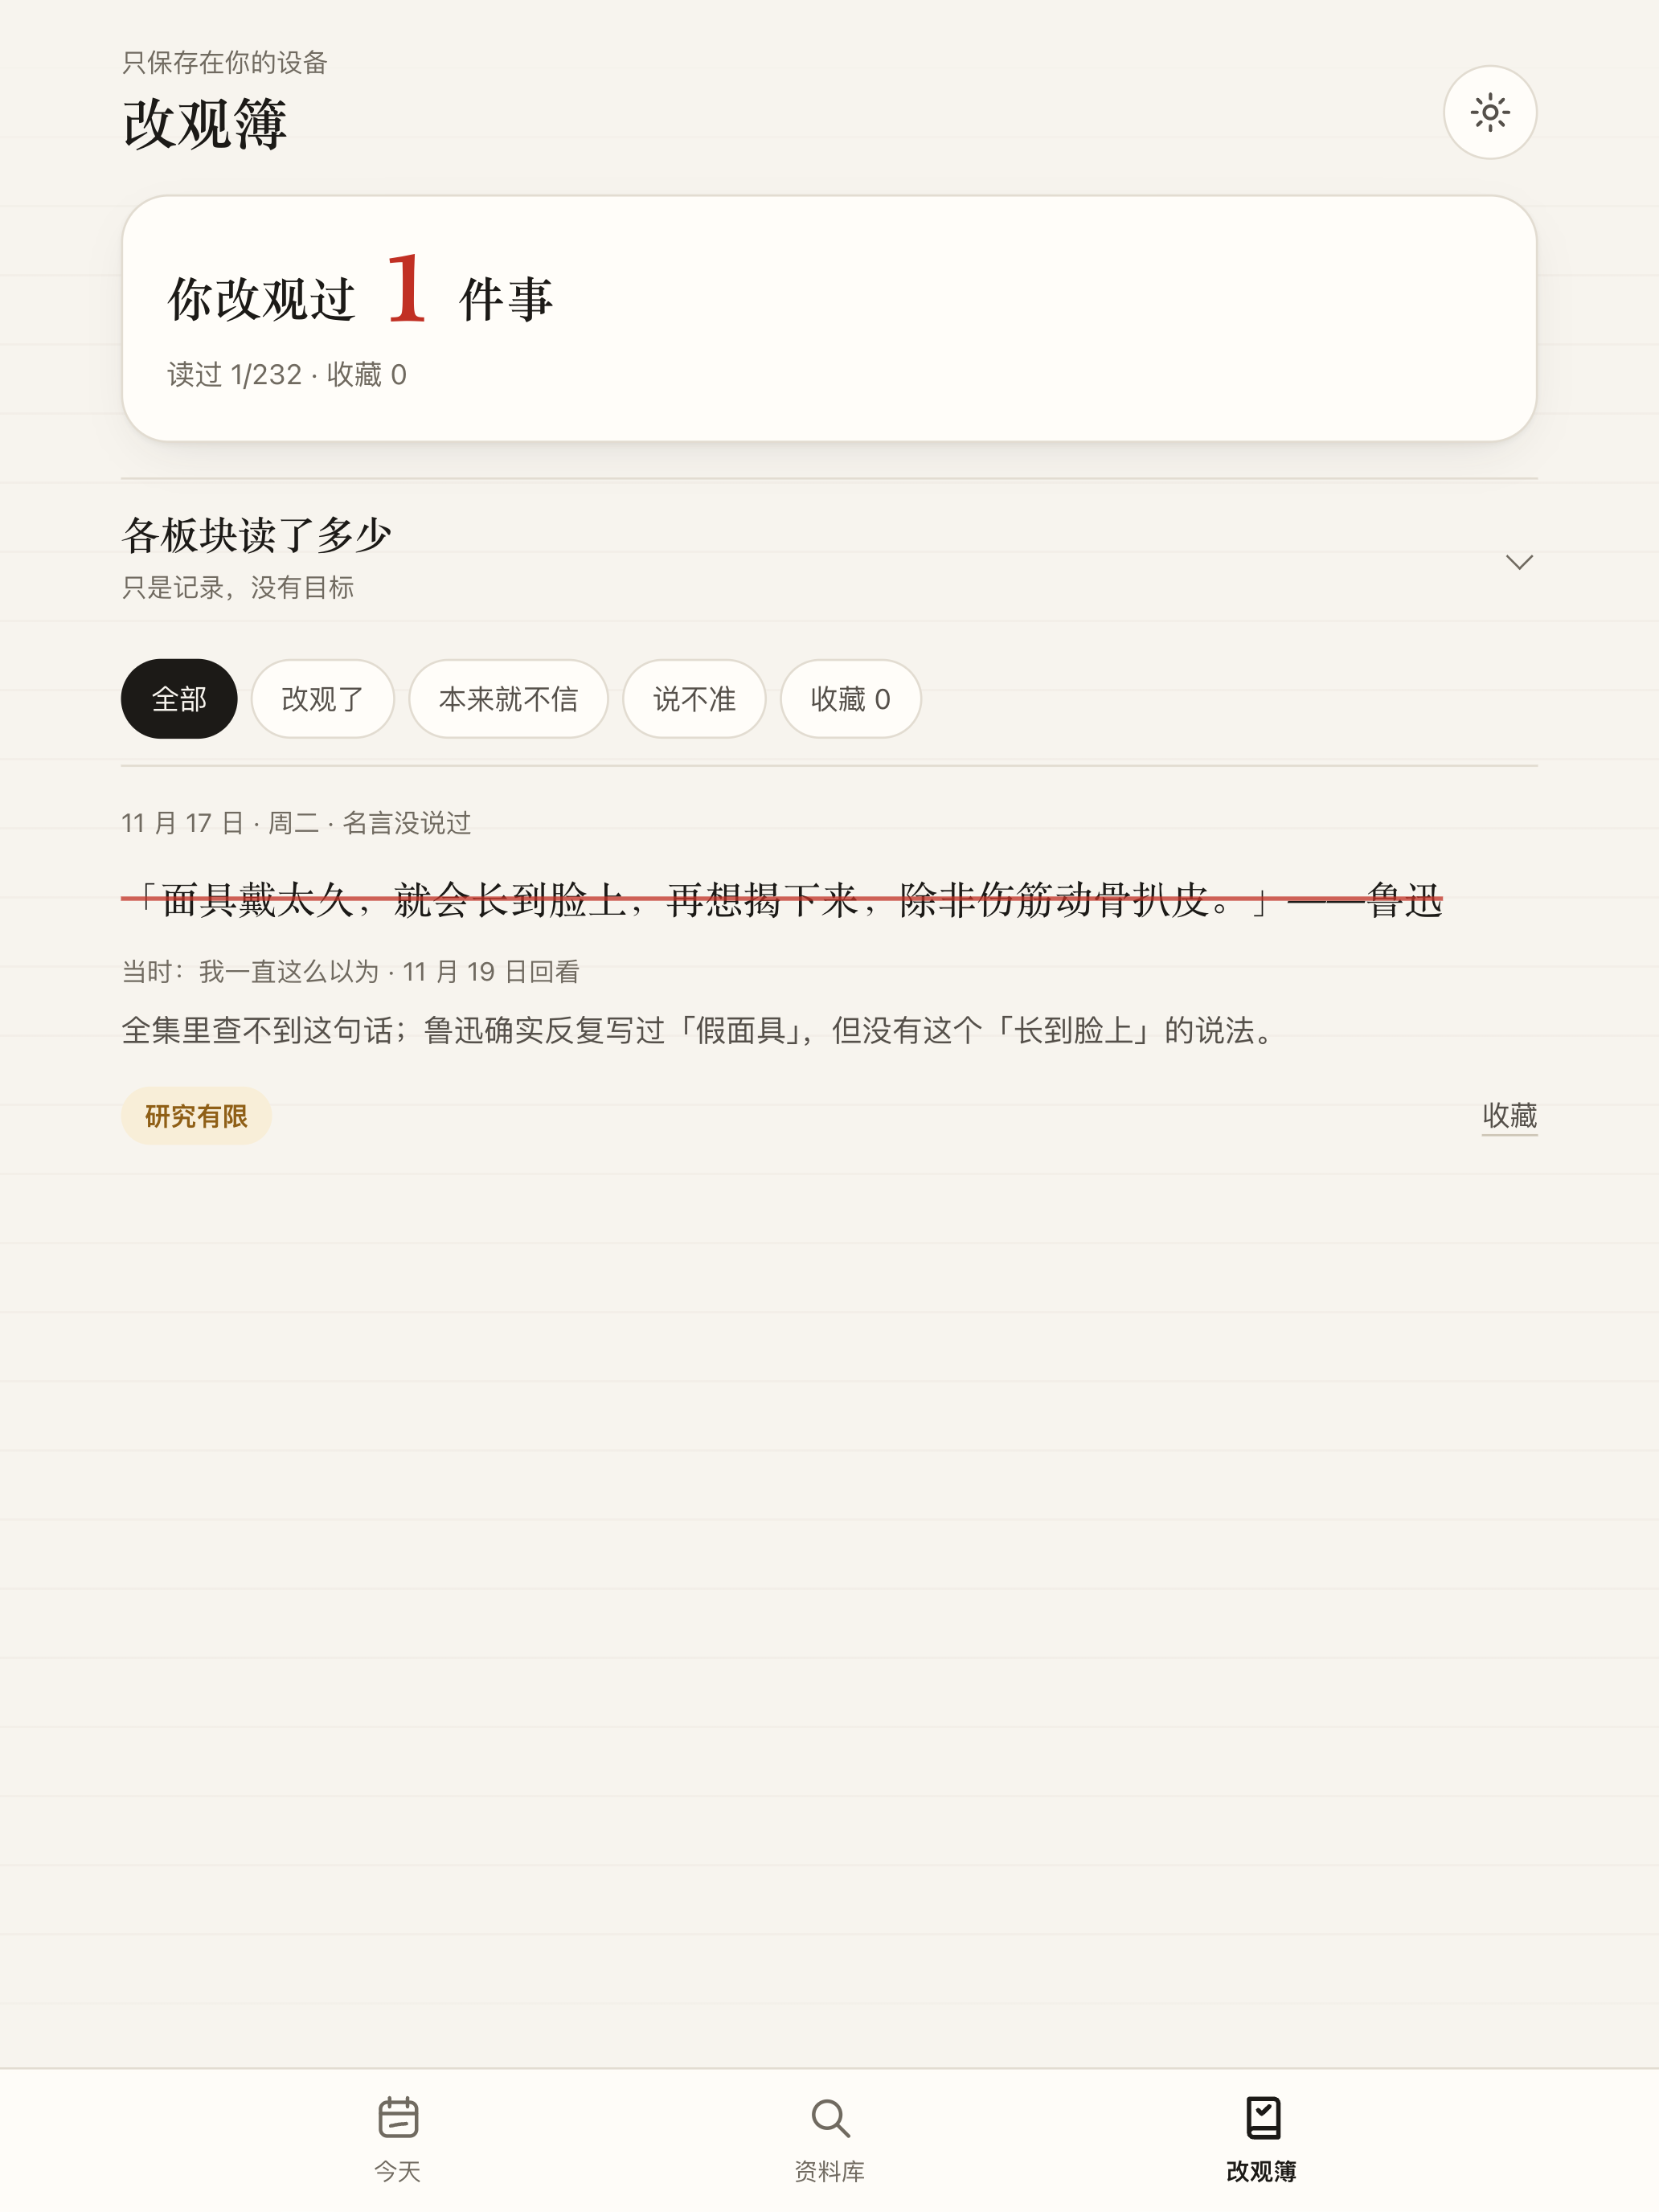 只保存在你的设备
改观簿
你改观过 1 件事
读过 1/232 · 收藏 0
各板块读了多少
只是记录，没有目标
全部 改观了 本来就不信 说不准 收藏 0
11 月 17 日 · 周二 · 名言没说过
「面具戴太久，就会长到脸上，再想揭下来，除非伤筋动骨扒皮。」——鲁迅
当时：我一直这么以为 · 11 月 19 日回看
全集里查不到这句话；鲁迅确实反复写过「假面具」，但没有这个「长到脸上」的说法。
研究有限 收藏
今天 资料库 改观簿